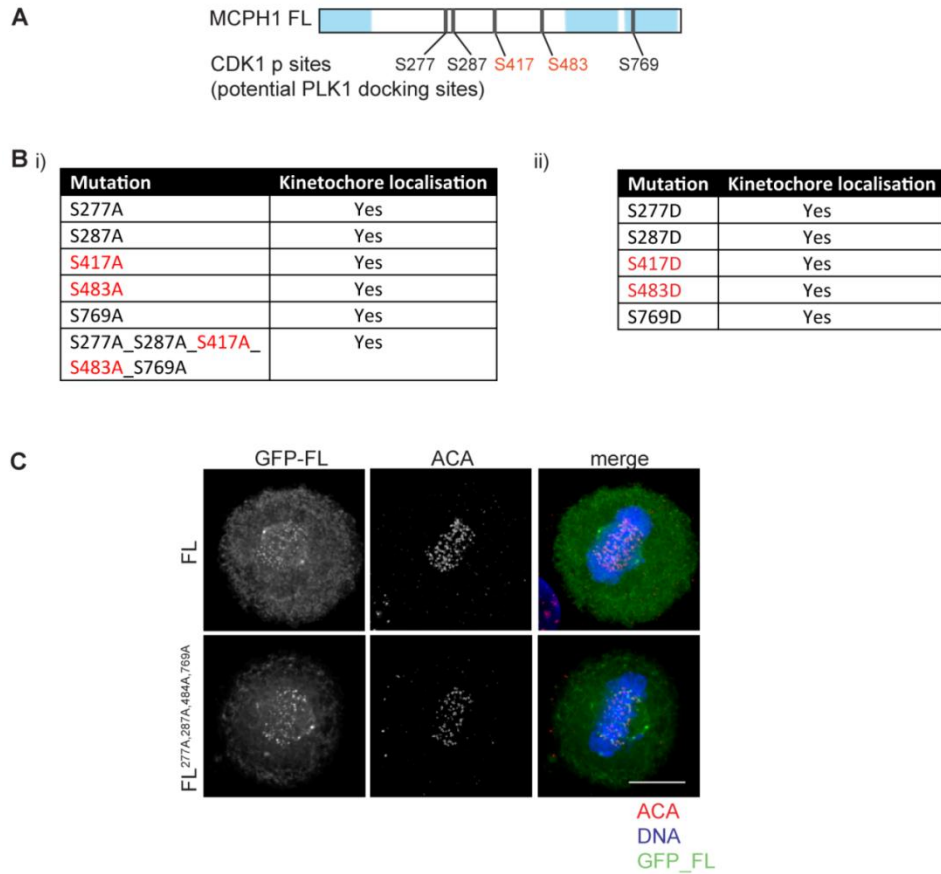 A
MCPH1 FL
CDK1 p sites
(potential PLK1 docking sites)
S277 S287 S417 S483 S769
B i)
Mutation Kinetochore localisation
S277A Yes
S287A Yes
S417A Yes
S483A Yes
S769A Yes
S277A_S287A_S417A_ Yes
S483A_S769A
ii)
Mutation Kinetochore localisation
S277D Yes
S287D Yes
S417D Yes
S483D Yes
S769D Yes
C
GFP-FL ACA merge
FL
FL277A,287A,484A,769A
ACA
DNA
GFP_FL